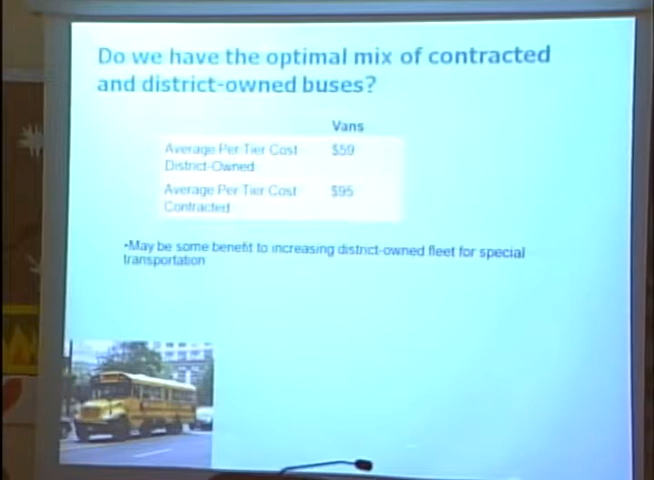 Do we have the optimal mix of contracted
and district-owned buses?
Vans
Average Per Tier Cost $59
District-Owned
Average Per Tier Cost $95
Contracted
•May be some benefit to increasing district-owned fleet for special
transportation